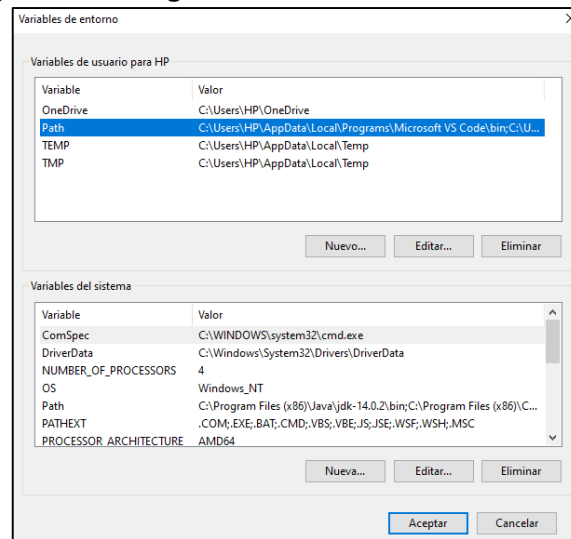 Variables de entorno
Variables de usuario para HP
Variable Valor
OneDrive C:\Users\HP\OneDrive
Path C:\Users\HP\AppData\Local\Programs\Microsoft VS Code\bin;C:\U...
TEMP C:\Users\HP\AppData\Local\Temp
TMP C:\Users\HP\AppData\Local\Temp
Nuevo... Editar... Eliminar
Variables del sistema
Variable Valor
ComSpec C:\WINDOWS\system32\cmd.exe
DriverData C:\Windows\System32\Drivers\DriverData
NUMBER_OF_PROCESSORS 4
OS Windows_NT
Path C:\Program Files (x86)\Java\jdk-14.0.2\bin;C:\Program Files (x86)\C...
PATHEXT .COM;.EXE;.BAT;.CMD;.VBS;.VBE;.JS;.JSE;.WSF;.WSH;.MSC
PROCESSOR_ARCHITECTURE AMD64
Nueva... Editar... Eliminar
Aceptar Cancelar